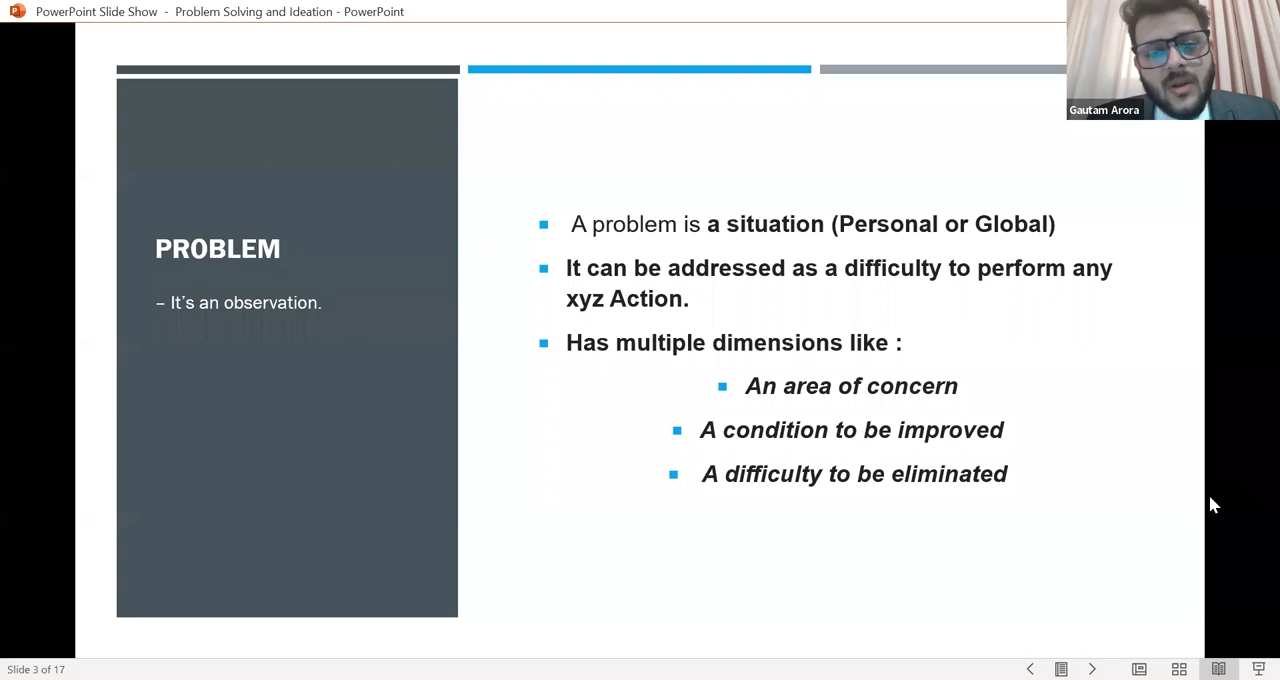 PowerPoint Slide Show - Problem Solving and Ideation - PowerPoint
Gautam Arora
PROBLEM
– It's an observation.
A problem is a situation (Personal or Global)
It can be addressed as a difficulty to perform any
xyz Action.
Has multiple dimensions like :
An area of concern
A condition to be improved
A difficulty to be eliminated
Slide 3 of 17